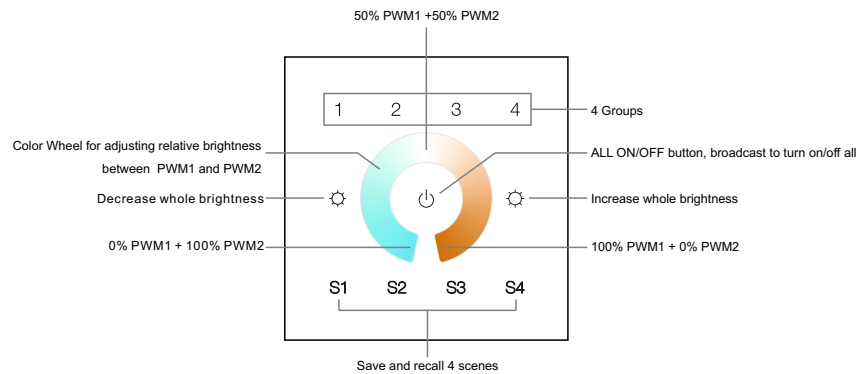 50% PWM1 +50% PWM2
1 2 3 4
4 Groups
Color Wheel for adjusting relative brightness
between PWM1 and PWM2
ALL ON/OFF button, broadcast to turn on/off all
Decrease whole brightness
Increase whole brightness
0% PWM1 + 100% PWM2
100% PWM1 + 0% PWM2
S1 S2 S3 S4
Save and recall 4 scenes